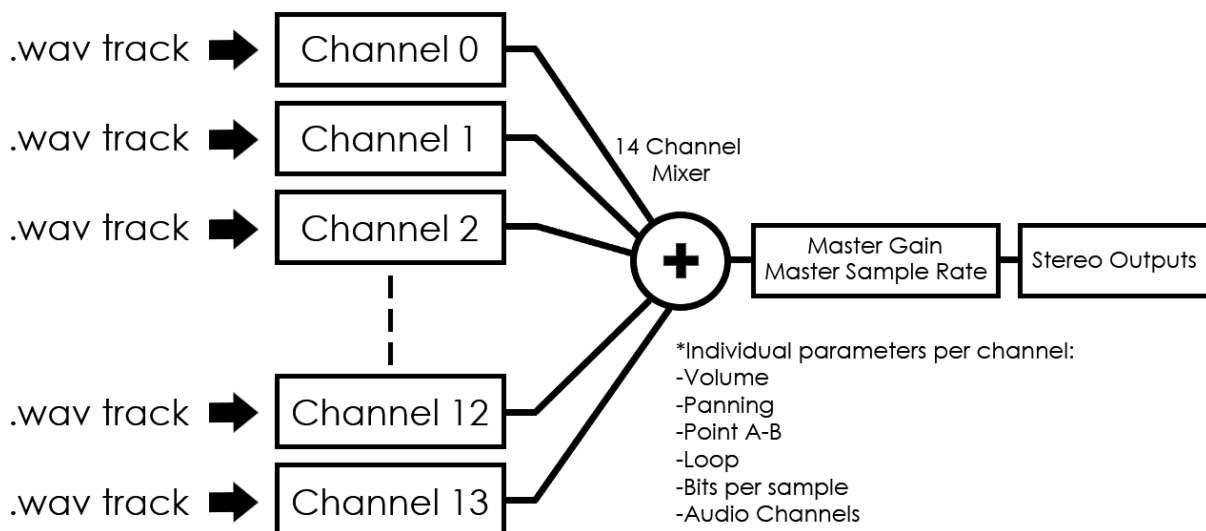 .wav track
Channel 0
.wav track
Channel 1
.wav track
Channel 2
.wav track
Channel 12
.wav track
Channel 13
14 Channel
Mixer
+
Master Gain
Master Sample Rate
Stereo Outputs
*Individual parameters per channel:
-Volume
-Panning
-Point A-B
-Loop
-Bits per sample
-Audio Channels